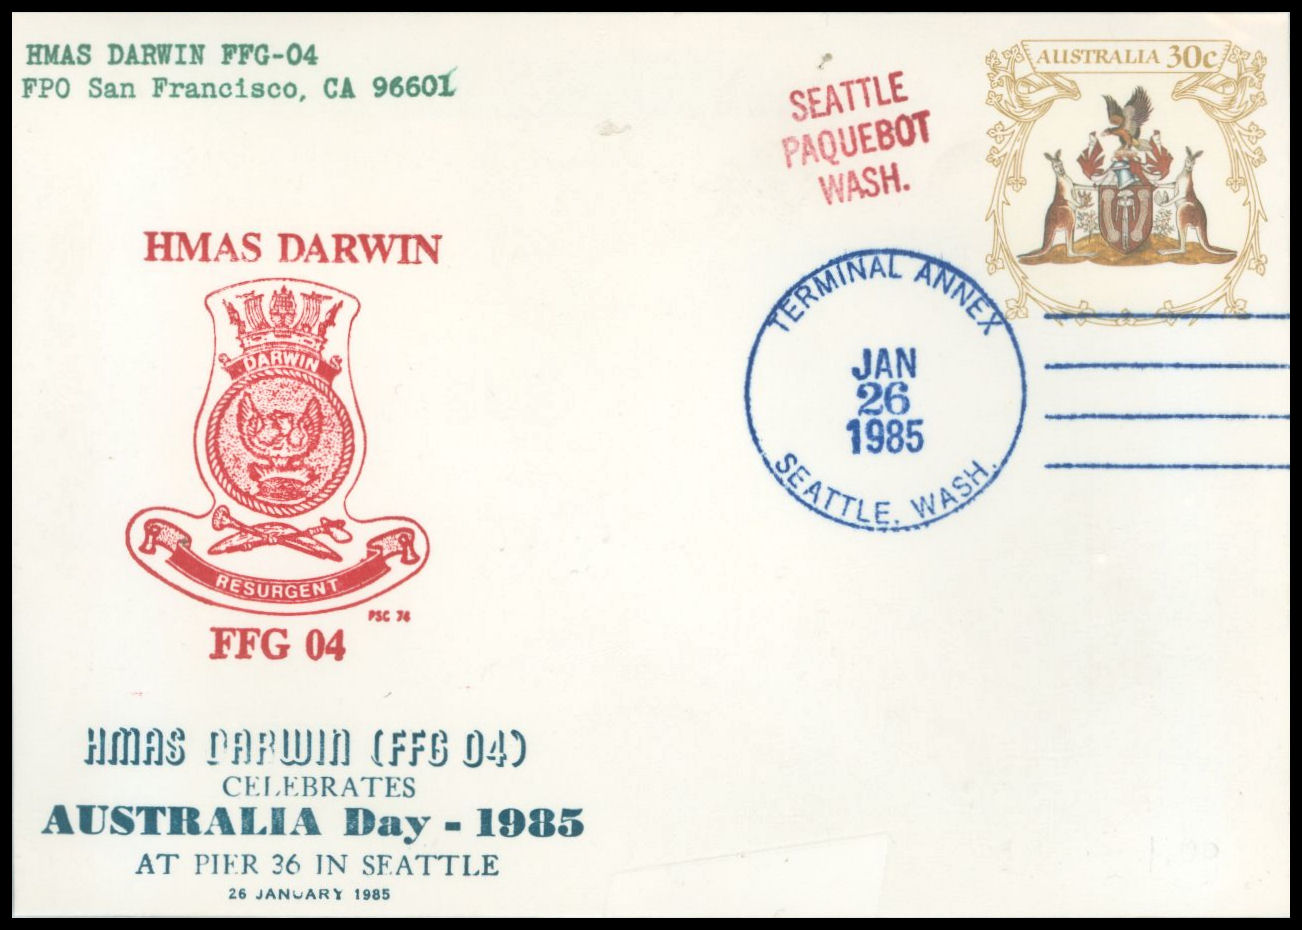 HMAS DARWIN FFG-04
FPO San Francisco, CA 96601
SEATTLE
PAQUEBOT
WASH.
AUSTRALIA 30c
HMAS DARWIN
DARWIN
RESURGENT
PSC 74
FFG 04
TERMINAL ANNEX
JAN
26
1985
SEATTLE, WASH.
HMAS DARWIN (FFG 04)
CELEBRATES
AUSTRALIA Day - 1985
AT PIER 36 IN SEATTLE
26 JANUARY 1985